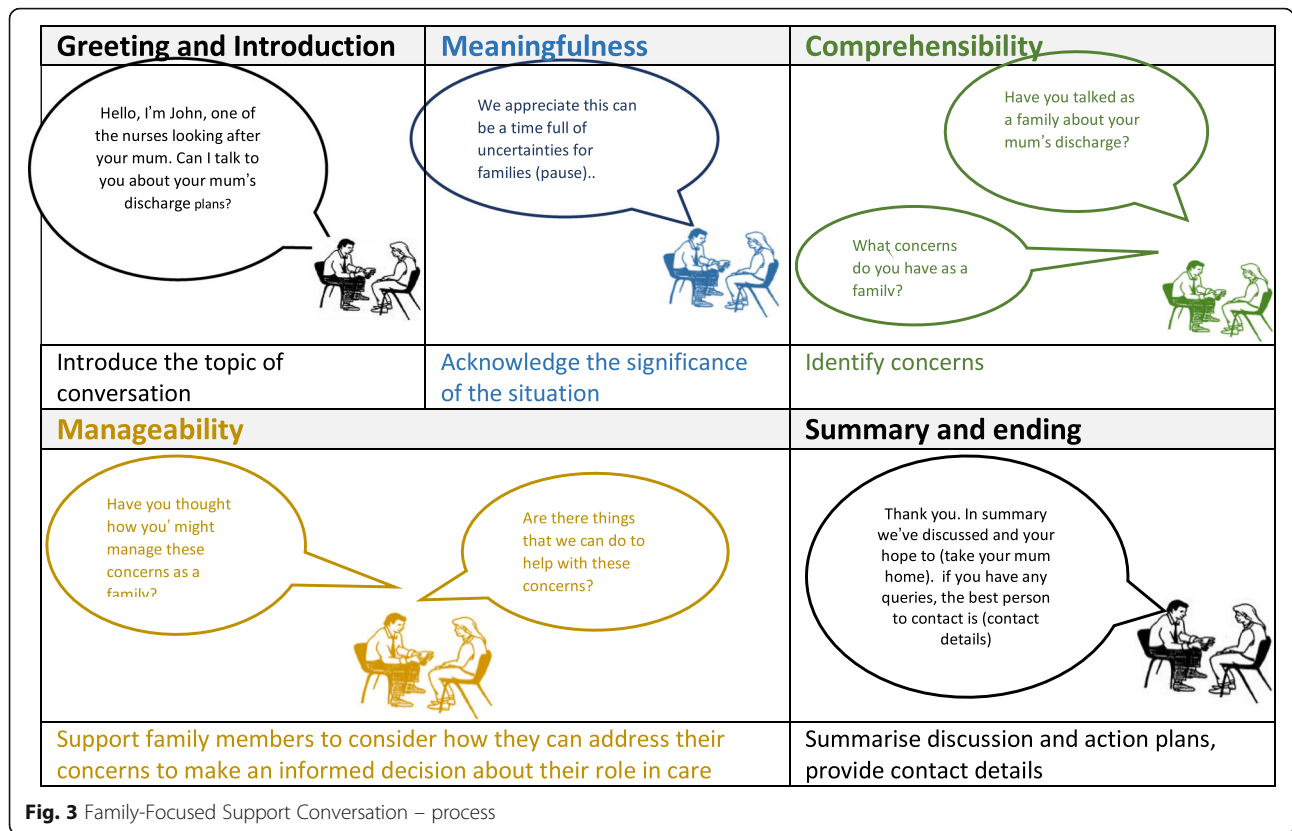 Greeting and Introduction
Hello, I'm John, one of
the nurses looking after
your mum. Can I talk to
you about your mum's
discharge plans?
Introduce the topic of
conversation
Meaningfulness
We appreciate this can
be a time full of
uncertainties for
families (pause)..
Acknowledge the significance
of the situation
Comprehensibility
Have you talked as
a family about your
mum's discharge?
What concerns
do you have as a
family?
Identify concerns
Manageability
Have you thought
how you' might
manage these
concerns as a
family?
Are there things
that we can do to
help with these
concerns?
Support family members to consider how they can address their
concerns to make an informed decision about their role in care
Summary and ending
Thank you. In summary
we've discussed and your
hope to (take your mum
home).  if you have any
queries, the best person
to contact is (contact
details)
Summarise discussion and action plans,
provide contact details
Fig. 3 Family-Focused Support Conversation – process